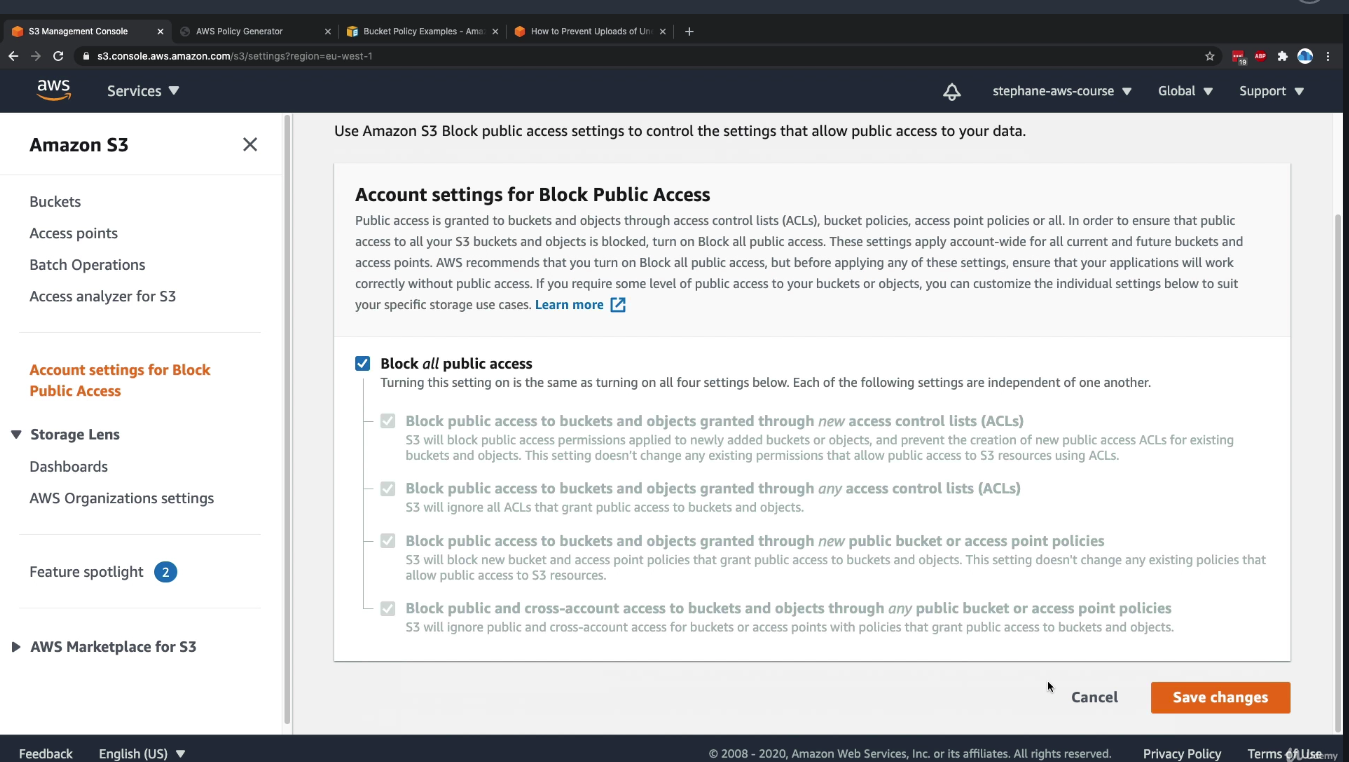 S3 Management Console
AWS Policy Generator
Bucket Policy Examples - Ama
How to Prevent Uploads of Un
s3.console.aws.amazon.com/s3/settings?region=eu-west-1
19
ABP
aws
Services
stephane-aws-course
Global
Support
Amazon S3
Buckets
Access points
Batch Operations
Access analyzer for S3
Account settings for Block
Public Access
Storage Lens
Dashboards
AWS Organizations settings
Feature spotlight 2
AWS Marketplace for S3
Use Amazon S3 Block public access settings to control the settings that allow public access to your data.
Account settings for Block Public Access
Public access is granted to buckets and objects through access control lists (ACLs), bucket policies, access point policies or all. In order to ensure that public
access to all your S3 buckets and objects is blocked, turn on Block all public access. These settings apply account-wide for all current and future buckets and
access points. AWS recommends that you turn on Block all public access, but before applying any of these settings, ensure that your applications will work
correctly without public access. If you require some level of public access to your buckets or objects, you can customize the individual settings below to suit
your specific storage use cases. Learn more
Block all public access
Turning this setting on is the same as turning on all four settings below. Each of the following settings are independent of one another.
Block public access to buckets and objects granted through new access control lists (ACLs)
S3 will block public access permissions applied to newly added buckets or objects, and prevent the creation of new public access ACLs for existing
buckets and objects. This setting doesn't change any existing permissions that allow public access to S3 resources using ACLs.
Block public access to buckets and objects granted through any access control lists (ACLs)
S3 will ignore all ACLs that grant public access to buckets and objects.
Block public access to buckets and objects granted through new public bucket or access point policies
S3 will block new bucket and access point policies that grant public access to buckets and objects. This setting doesn't change any existing policies that
allow public access to S3 resources.
Block public and cross-account access to buckets and objects through any public bucket or access point policies
S3 will ignore public and cross-account access for buckets or access points with policies that grant public access to buckets and objects.
Cancel
Save changes
Feedback
English (US)
© 2008 - 2020, Amazon Web Services, Inc. or its affiliates. All rights reserved.
Privacy Policy
Terms of Use
Udemy